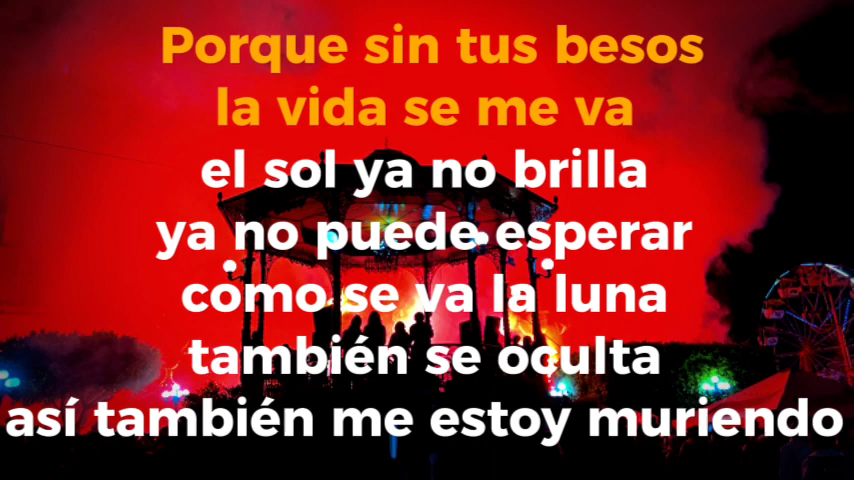 Porque sin tus besos
la vida se me va
el sol ya no brilla
ya no puede esperar
como se va la luna
también se oculta
así también me estoy muriendo